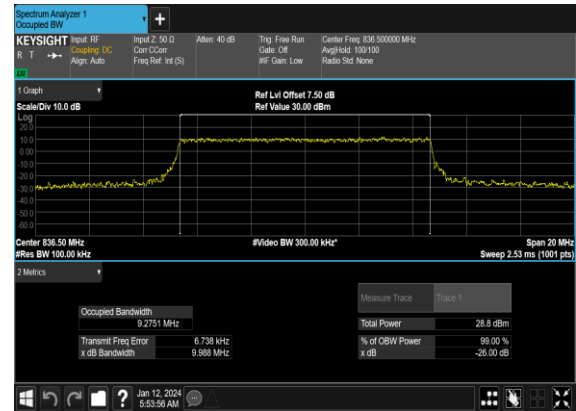 Spectrum Analyzer 1
Occupied BW
+
KEYSIGHT Input: RF Input Z: 50 Ω Atten: 40 dB Trig: Free Run Center Freq: 836.500000 MHz
R T Coupling: DC Corr CCorr Gate: Off Avg|Hold: 100/100
Align: Auto Freq Ref: Int (S) #IF Gain: Low Radio Std: None
1 Graph
Ref Lvl Offset 7.50 dB
Scale/Div 10.0 dB Ref Value 30.00 dBm
Log
20.0
10.0
0.00
-10.0
-20.0
-30.0
-40.0
-50.0
-60.0
Center 836.50 MHz #Video BW 300.00 kHz* Span 20 MHz
#Res BW 100.00 kHz Sweep 2.53 ms (1001 pts)
2 Metrics
Measure Trace Trace 1
Occupied Bandwidth
9.2751 MHz Total Power 28.8 dBm
Transmit Freq Error 6.738 kHz % of OBW Power 99.00 %
x dB Bandwidth 9.988 MHz x dB -26.00 dB
Jan 12, 2024
5:53:56 AM